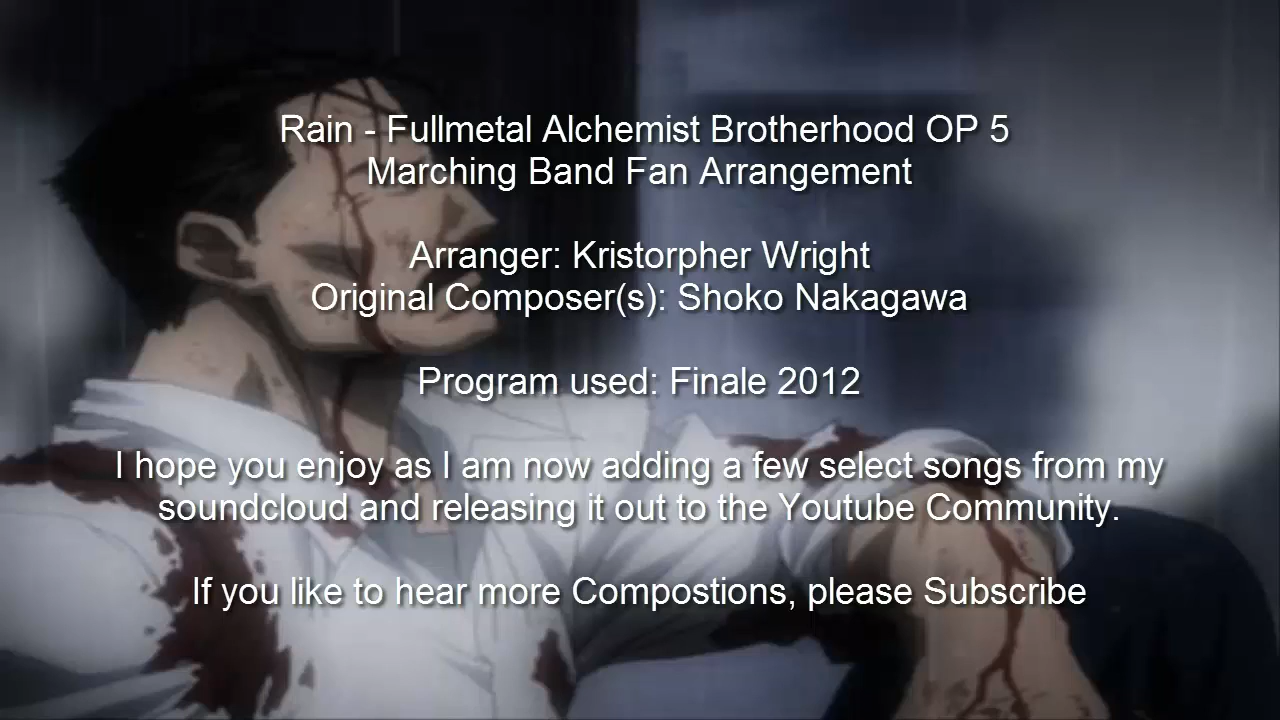 Rain - Fullmetal Alchemist Brotherhood OP 5
Marching Band Fan Arrangement
Arranger: Kristorpher Wright
Original Composer(s): Shoko Nakagawa
Program used: Finale 2012
I hope you enjoy as I am now adding a few select songs from my
soundcloud and releasing it out to the Youtube Community.
If you like to hear more Compostions, please Subscribe